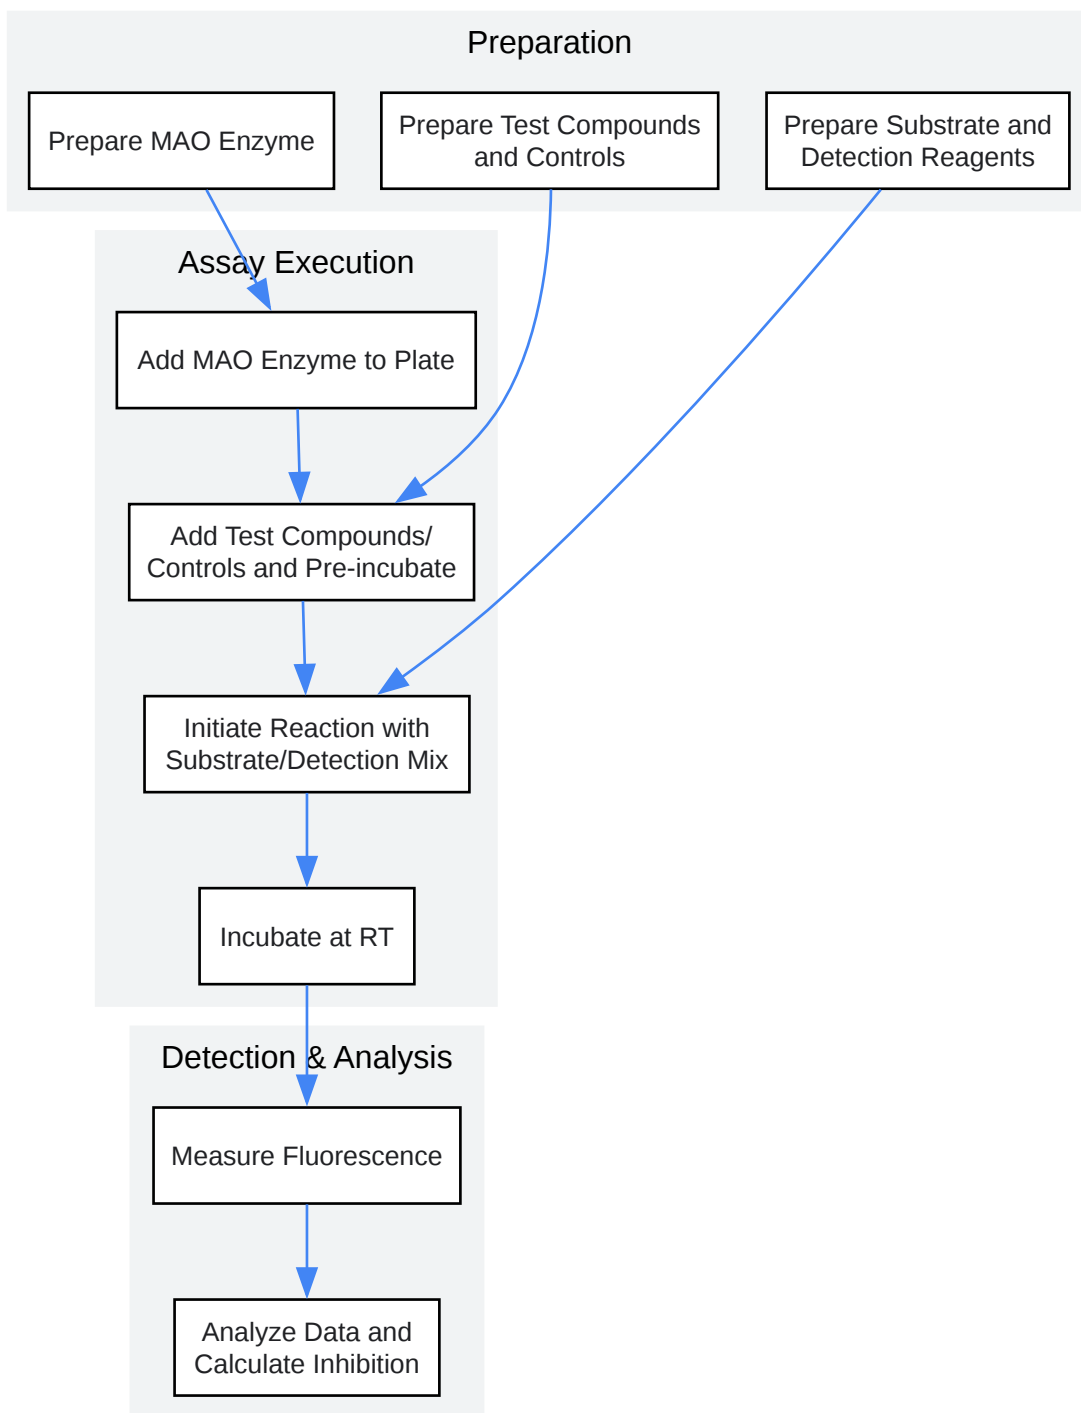 Preparation
Prepare MAO Enzyme
Prepare Test Compounds
and Controls
Prepare Substrate and
Detection Reagents
Assay Execution
Add MAO Enzyme to Plate
Add Test Compounds/
Controls and Pre-incubate
Initiate Reaction with
Substrate/Detection Mix
Incubate at RT
Detection & Analysis
Measure Fluorescence
Analyze Data and
Calculate Inhibition